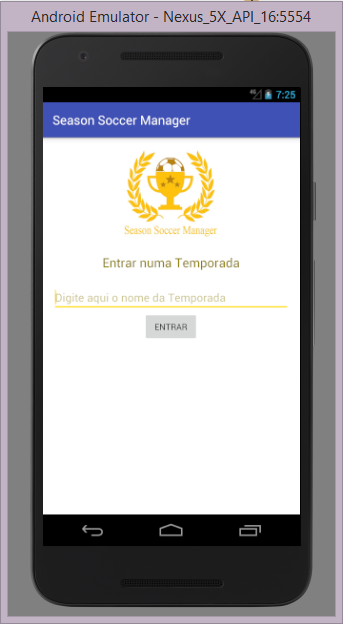 Android Emulator - Nexus_5X_API_16:5554
7:25
Season Soccer Manager
Season Soccer Manager
Entrar numa Temporada
Digite aqui o nome da Temporada
ENTRAR